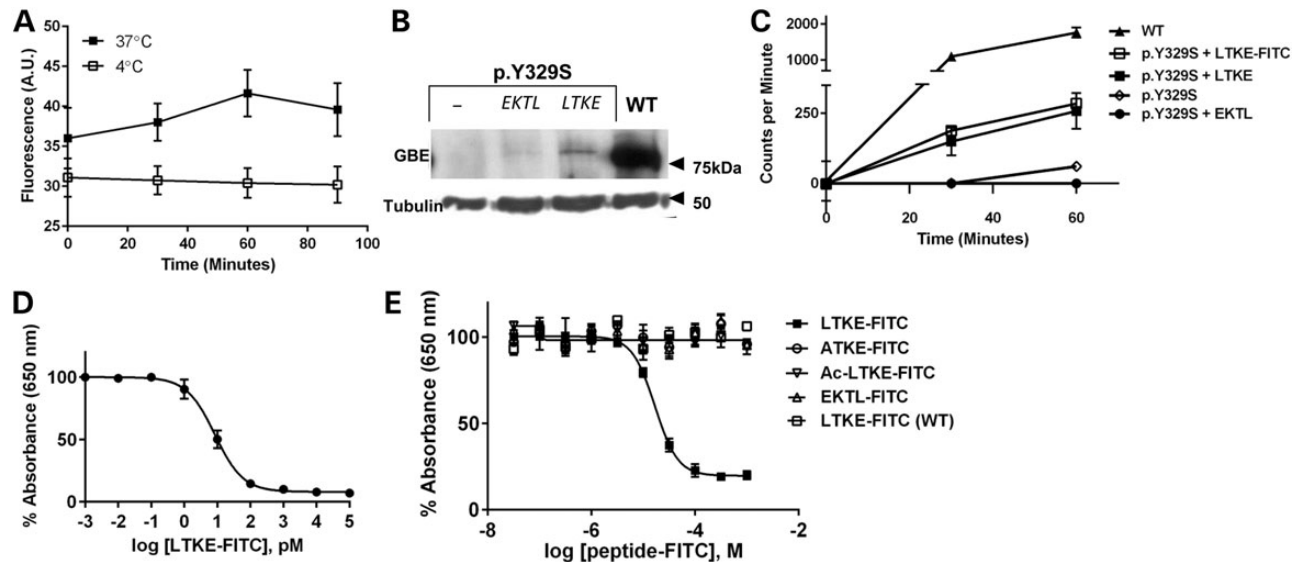 A
Fluorescence (A.U.)
50
45
40
35
30
25
37°C
4°C
0 20 40 60 80 100
Time (Minutes)
B
p.Y329S
– EKTL LTKE WT
GBE
75kDa
Tubulin
50
C
Counts per Minute
2000
1000
250
0
0 20 40 60
Time (Minutes)
WT
p.Y329S + LTKE-FITC
p.Y329S + LTKE
p.Y329S
p.Y329S + EKTL
D
% Absorbance (650 nm)
100
50
0
-3 -2 -1 0 1 2 3 4 5
log [LTKE-FITC], pM
E
% Absorbance (650 nm)
100
50
0
-8 -6 -4 -2
log [peptide-FITC], M
LTKE-FITC
ATKE-FITC
Ac-LTKE-FITC
EKTL-FITC
LTKE-FITC (WT)